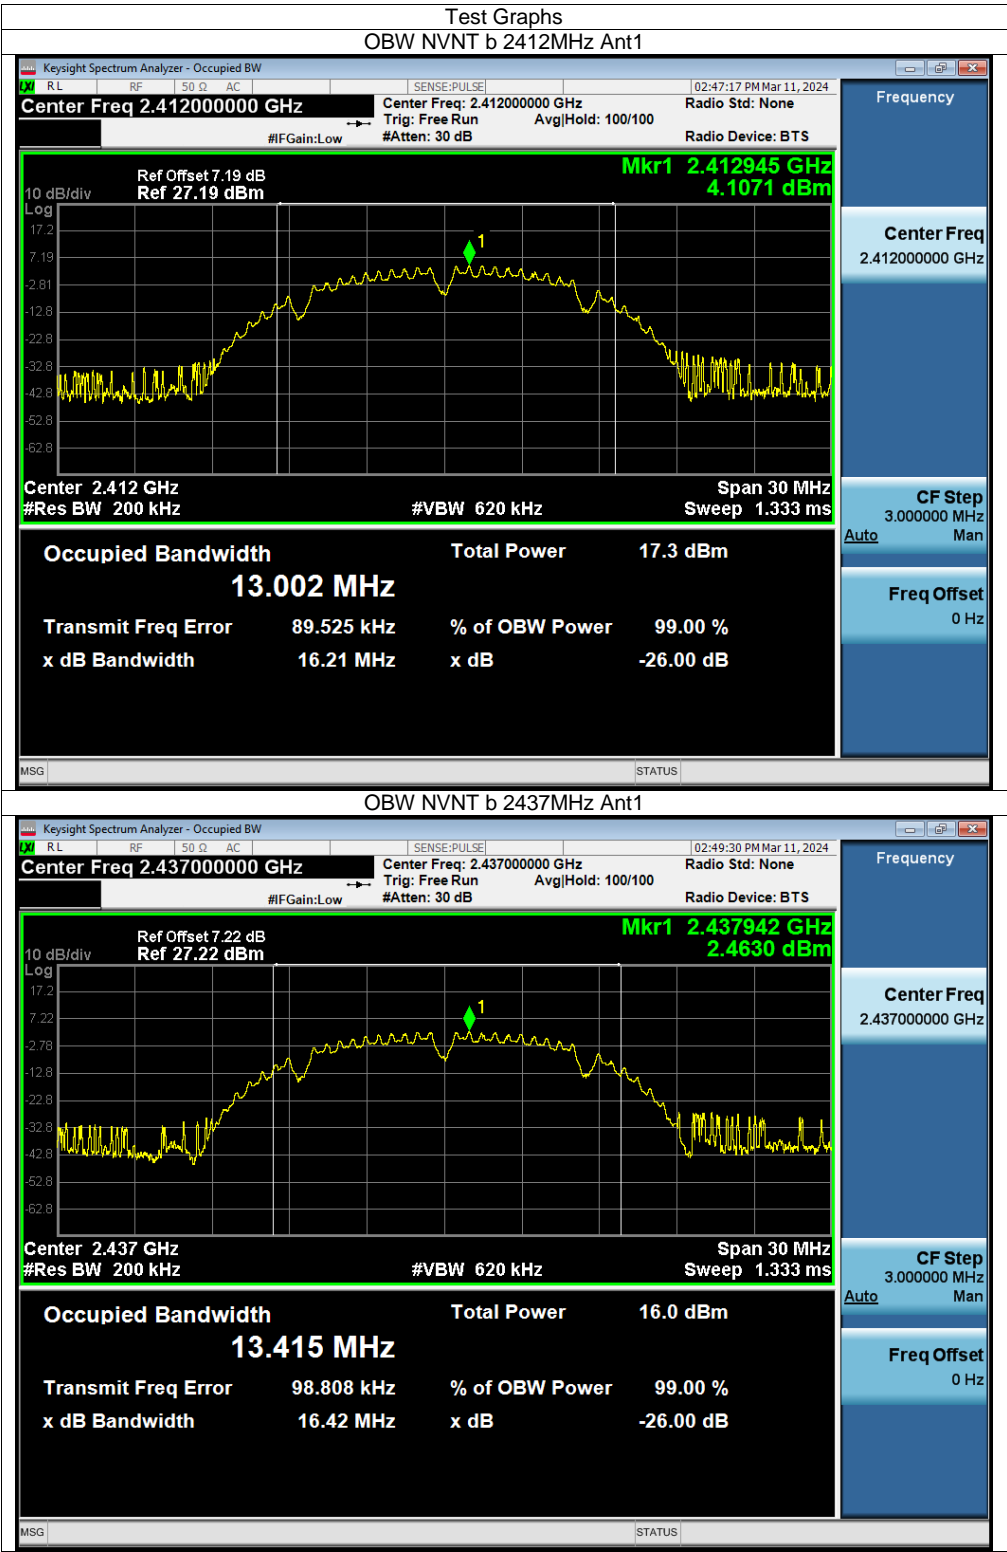 Test Graphs
OBW NVNT b 2412MHz Ant1
Keysight Spectrum Analyzer - Occupied BW
LXI RL RF 50 Ω AC SENSE:PULSE 02:47:17 PM Mar 11, 2024
Center Freq 2.412000000 GHz Center Freq: 2.412000000 GHz Radio Std: None Frequency
Trig: Free Run Avg|Hold: 100/100
#IFGain:Low #Atten: 30 dB Radio Device: BTS
Mkr1 2.412945 GHz
Ref Offset 7.19 dB
10 dB/div Ref 27.19 dBm 4.1071 dBm
Log
17.2
7.19
-2.81
-12.8
-22.8
-32.8
-42.8
-52.8
-62.8
1
Center Freq
2.412000000 GHz
Center 2.412 GHz Span 30 MHz
#Res BW 200 kHz #VBW 620 kHz Sweep 1.333 ms
CF Step
3.000000 MHz
Auto Man
Occupied Bandwidth Total Power 17.3 dBm
13.002 MHz
Freq Offset
0 Hz
Transmit Freq Error 89.525 kHz % of OBW Power 99.00 %
x dB Bandwidth 16.21 MHz x dB -26.00 dB
MSG STATUS
OBW NVNT b 2437MHz Ant1
Keysight Spectrum Analyzer - Occupied BW
LXI RL RF 50 Ω AC SENSE:PULSE 02:49:30 PM Mar 11, 2024
Center Freq 2.437000000 GHz Center Freq: 2.437000000 GHz Radio Std: None Frequency
Trig: Free Run Avg|Hold: 100/100
#IFGain:Low #Atten: 30 dB Radio Device: BTS
Mkr1 2.437942 GHz
Ref Offset 7.22 dB
10 dB/div Ref 27.22 dBm 2.4630 dBm
Log
17.2
7.22
-2.78
-12.8
-22.8
-32.8
-42.8
-52.8
-62.8
1
Center Freq
2.437000000 GHz
Center 2.437 GHz Span 30 MHz
#Res BW 200 kHz #VBW 620 kHz Sweep 1.333 ms
CF Step
3.000000 MHz
Auto Man
Occupied Bandwidth Total Power 16.0 dBm
13.415 MHz
Freq Offset
0 Hz
Transmit Freq Error 98.808 kHz % of OBW Power 99.00 %
x dB Bandwidth 16.42 MHz x dB -26.00 dB
MSG STATUS